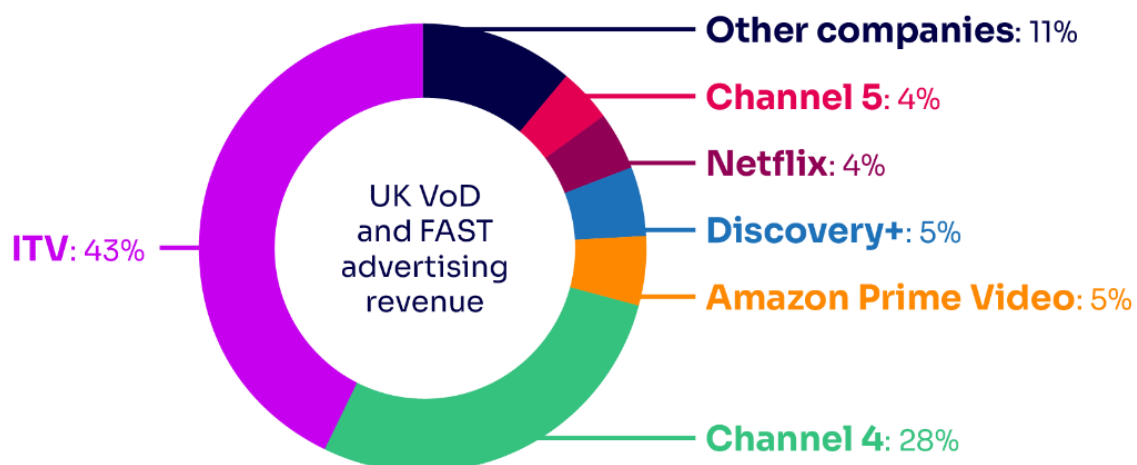 Other companies: 11%
Channel 5: 4%
Netflix: 4%
Discovery+: 5%
Amazon Prime Video: 5%
Channel 4: 28%
ITV: 43%
UK VoD
and FAST
advertising
revenue